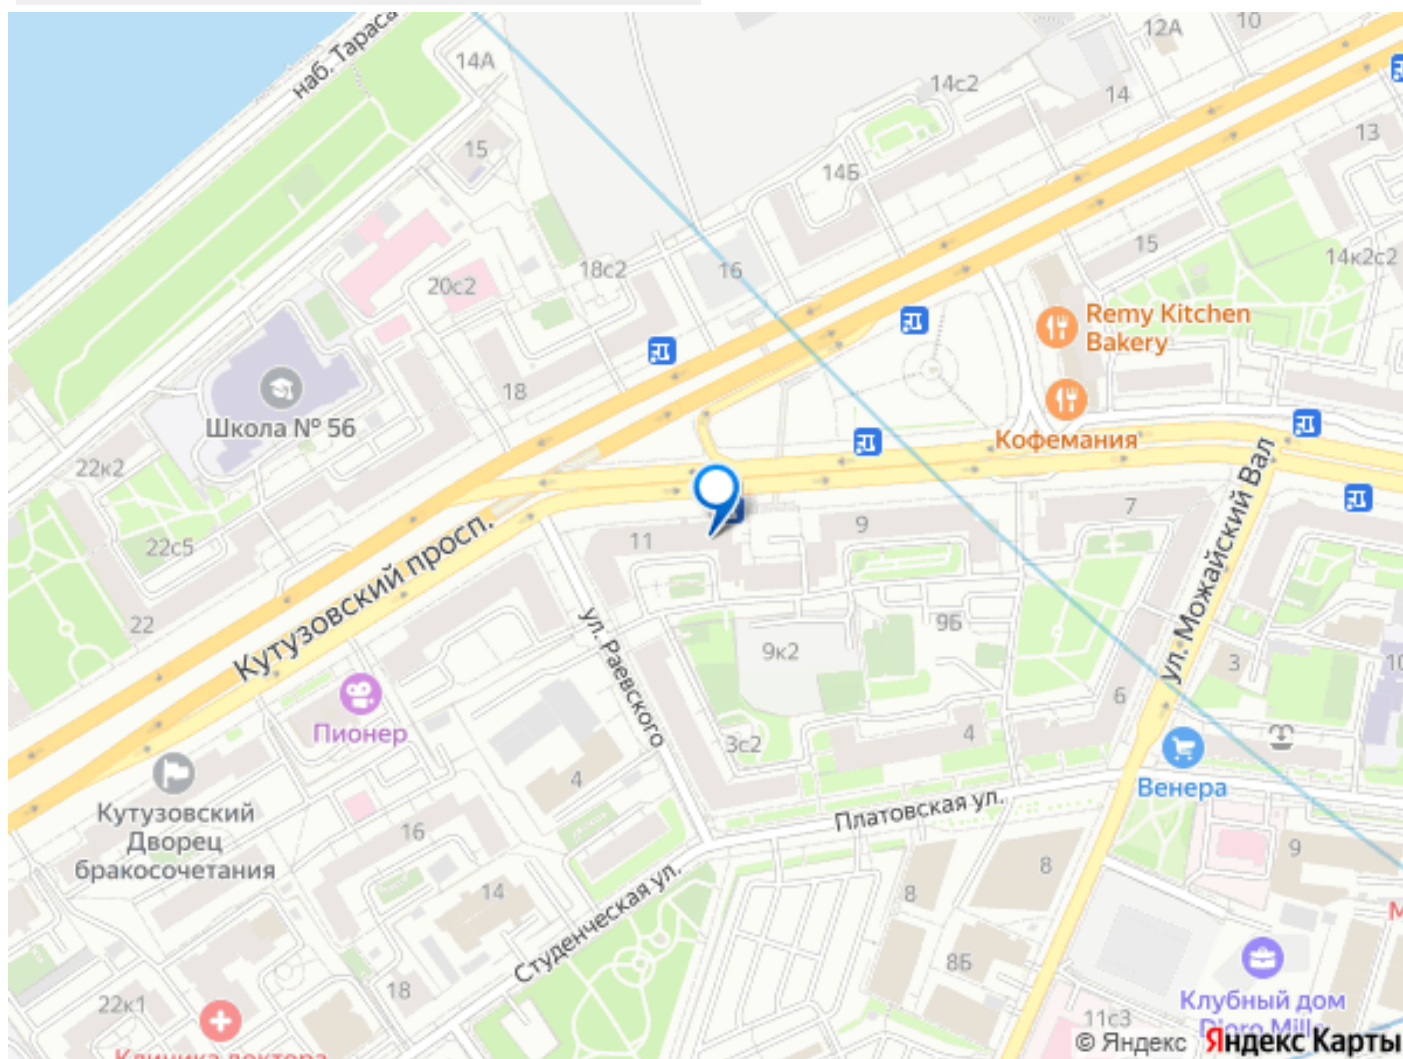 наб. Тараса
14А
12А
10
14с2
14
13
15
14Б
15
14к2с2
18с2
16
20с2
Remy Kitchen
Bakery
18
Школа № 56
Кофемания
22к2
ул. Можайский Вал
7
9
11
22с5
Кутузовский просп.
22
ул. Раевского
9Б
9к2
3
10
6
Пионер
3с2
4
4
Венера
Кутузовский
Дворец
бракосочетания
Платовская ул.
16
9
8
8
14
Студенческая ул.
8Б
18
22к1
Клубный дом
11с3
© Яндекс
Яндекс Карты
Клиника доктора